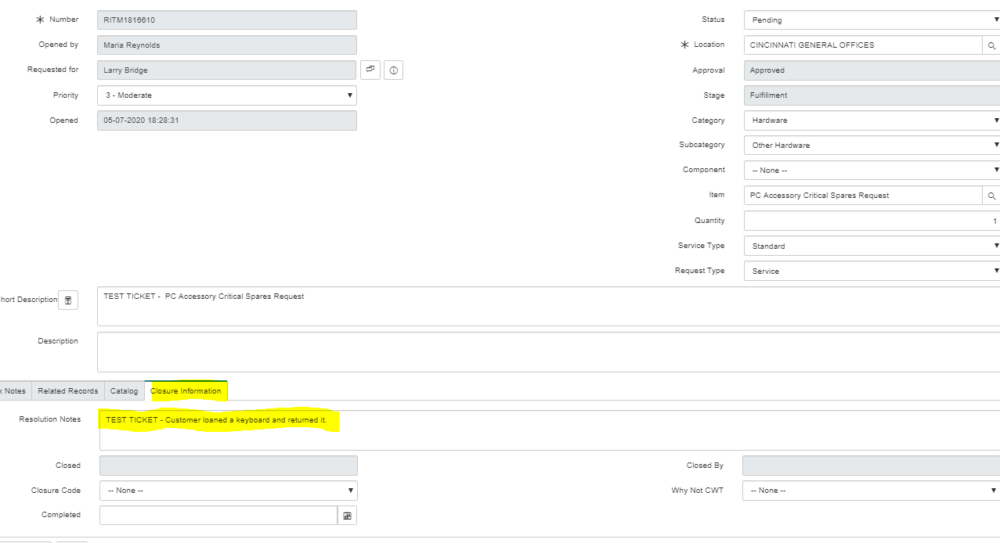 Number RITM1816610 Status Pending
Opened by Maria Reynolds Location CINCINNATI GENERAL OFFICES
Requested for Larry Bridge Approval Approved
Priority 3 - Moderate Stage Fulfillment
Opened 05-07-2020 18:28:31 Category Hardware
Subcategory Other Hardware
Component -- None --
Item PC Accessory Critical Spares Request
Quantity 1
Service Type Standard
Request Type Service
hort Description TEST TICKET - PC Accessory Critical Spares Request
Description
k Notes Related Records Catalog Closure Information
Resolution Notes TEST TICKET - Customer loaned a keyboard and returned it.
Closed Closed By
Closure Code -- None -- Why Not CWT -- None --
Completed